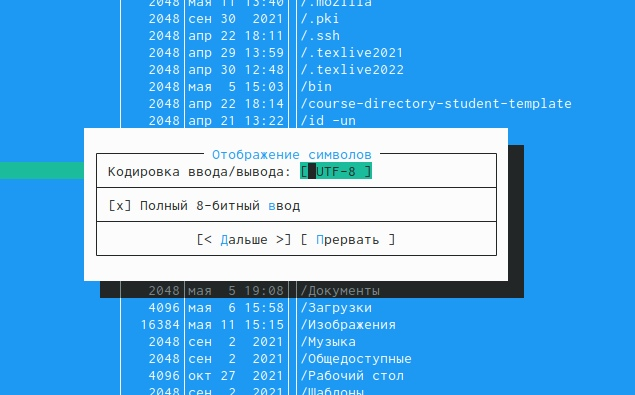 2048 мая 11 13:40 /.mozilla
2048 сен 30 2021 /.pki
2048 апр 22 18:11 /.ssh
2048 апр 29 13:59 /.texlive2021
2048 апр 30 12:48 /.texlive2022
2048 мая 5 15:03 /bin
2048 апр 22 18:14 /course-directory-student-template
2048 апр 21 13:22 /id -un
Отображение символов
Кодировка ввода/вывода: [ UTF-8 ]
[x] Полный 8-битный ввод
[< Дальше >] [ Прервать ]
2048 мая 5 19:08 /Документы
4096 мая 6 15:58 /Загрузки
16384 мая 11 15:15 /Изображения
2048 сен 2 2021 /Музыка
2048 сен 2 2021 /Общедоступные
4096 окт 27 2021 /Рабочий стол
2048 сен 2 2021 /Шаблоны